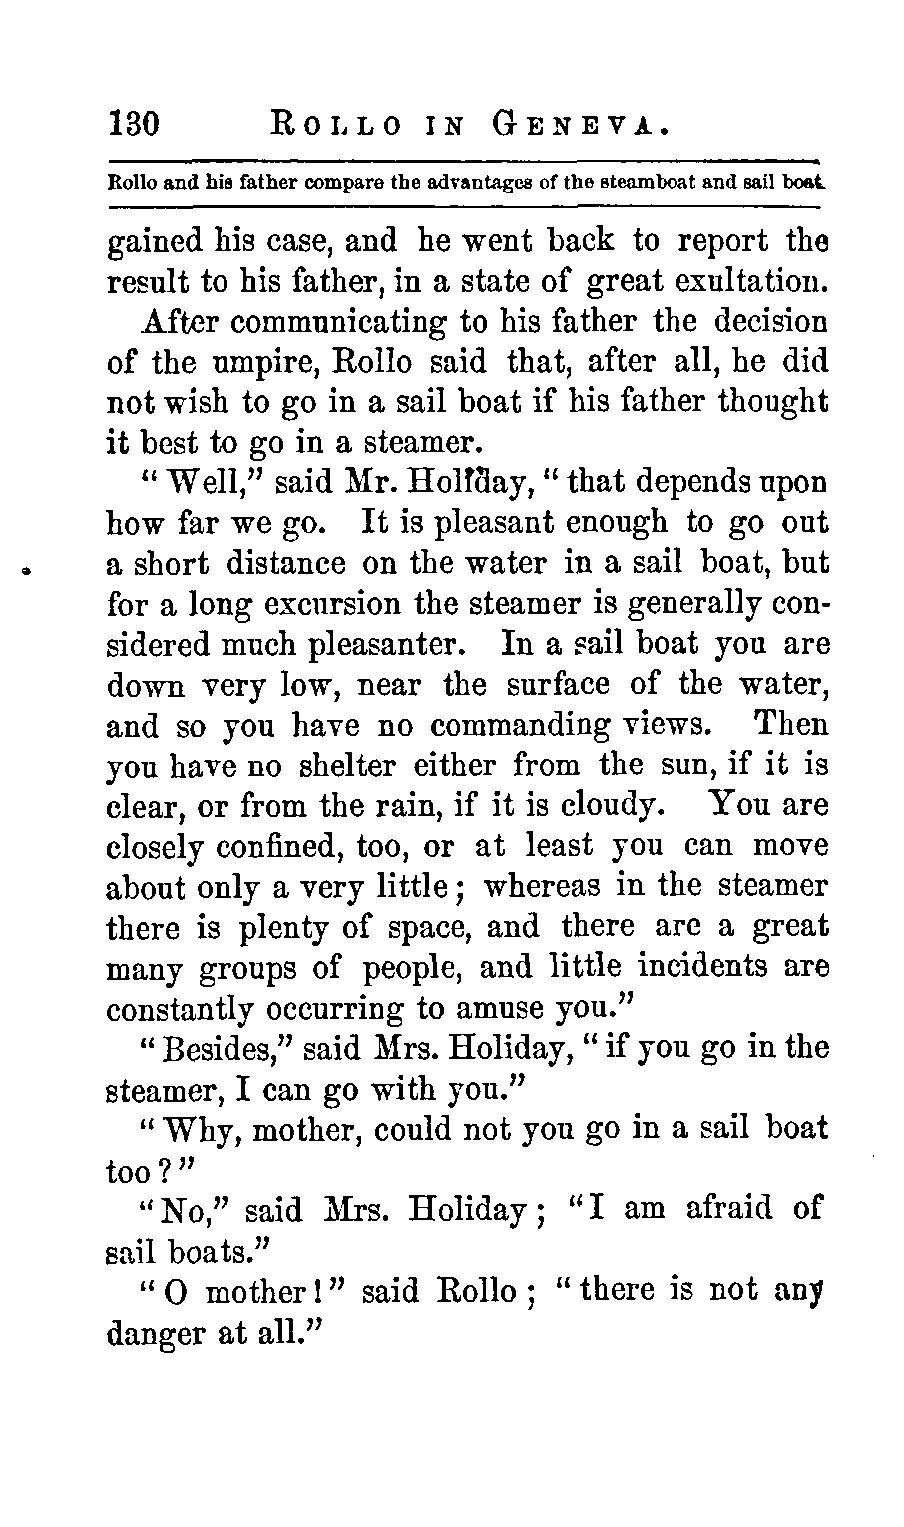 130 ROLLO IN GENEVA.
Rollo and his father compare the advantages of the steamboat and sail boat.
gained his case, and he went back to report the
result to his father, in a state of great exultation.
After communicating to his father the decision
of the umpire, Rollo said that, after all, he did
not wish to go in a sail boat if his father thought
it best to go in a steamer.
“Well,” said Mr. Holiday, “that depends upon
how far we go. It is pleasant enough to go out
a short distance on the water in a sail boat, but
for a long excursion the steamer is generally con-
sidered much pleasanter. In a sail boat you are
down very low, near the surface of the water,
and so you have no commanding views. Then
you have no shelter either from the sun, if it is
clear, or from the rain, if it is cloudy. You are
closely confined, too, or at least you can move
about only a very little; whereas in the steamer
there is plenty of space, and there are a great
many groups of people, and little incidents are
constantly occurring to amuse you.”
“Besides,” said Mrs. Holiday, “if you go in the
steamer, I can go with you.”
“Why, mother, could not you go in a sail boat
too?”
“No,” said Mrs. Holiday; “I am afraid of
sail boats.”
“O mother!” said Rollo; “there is not any
danger at all.”